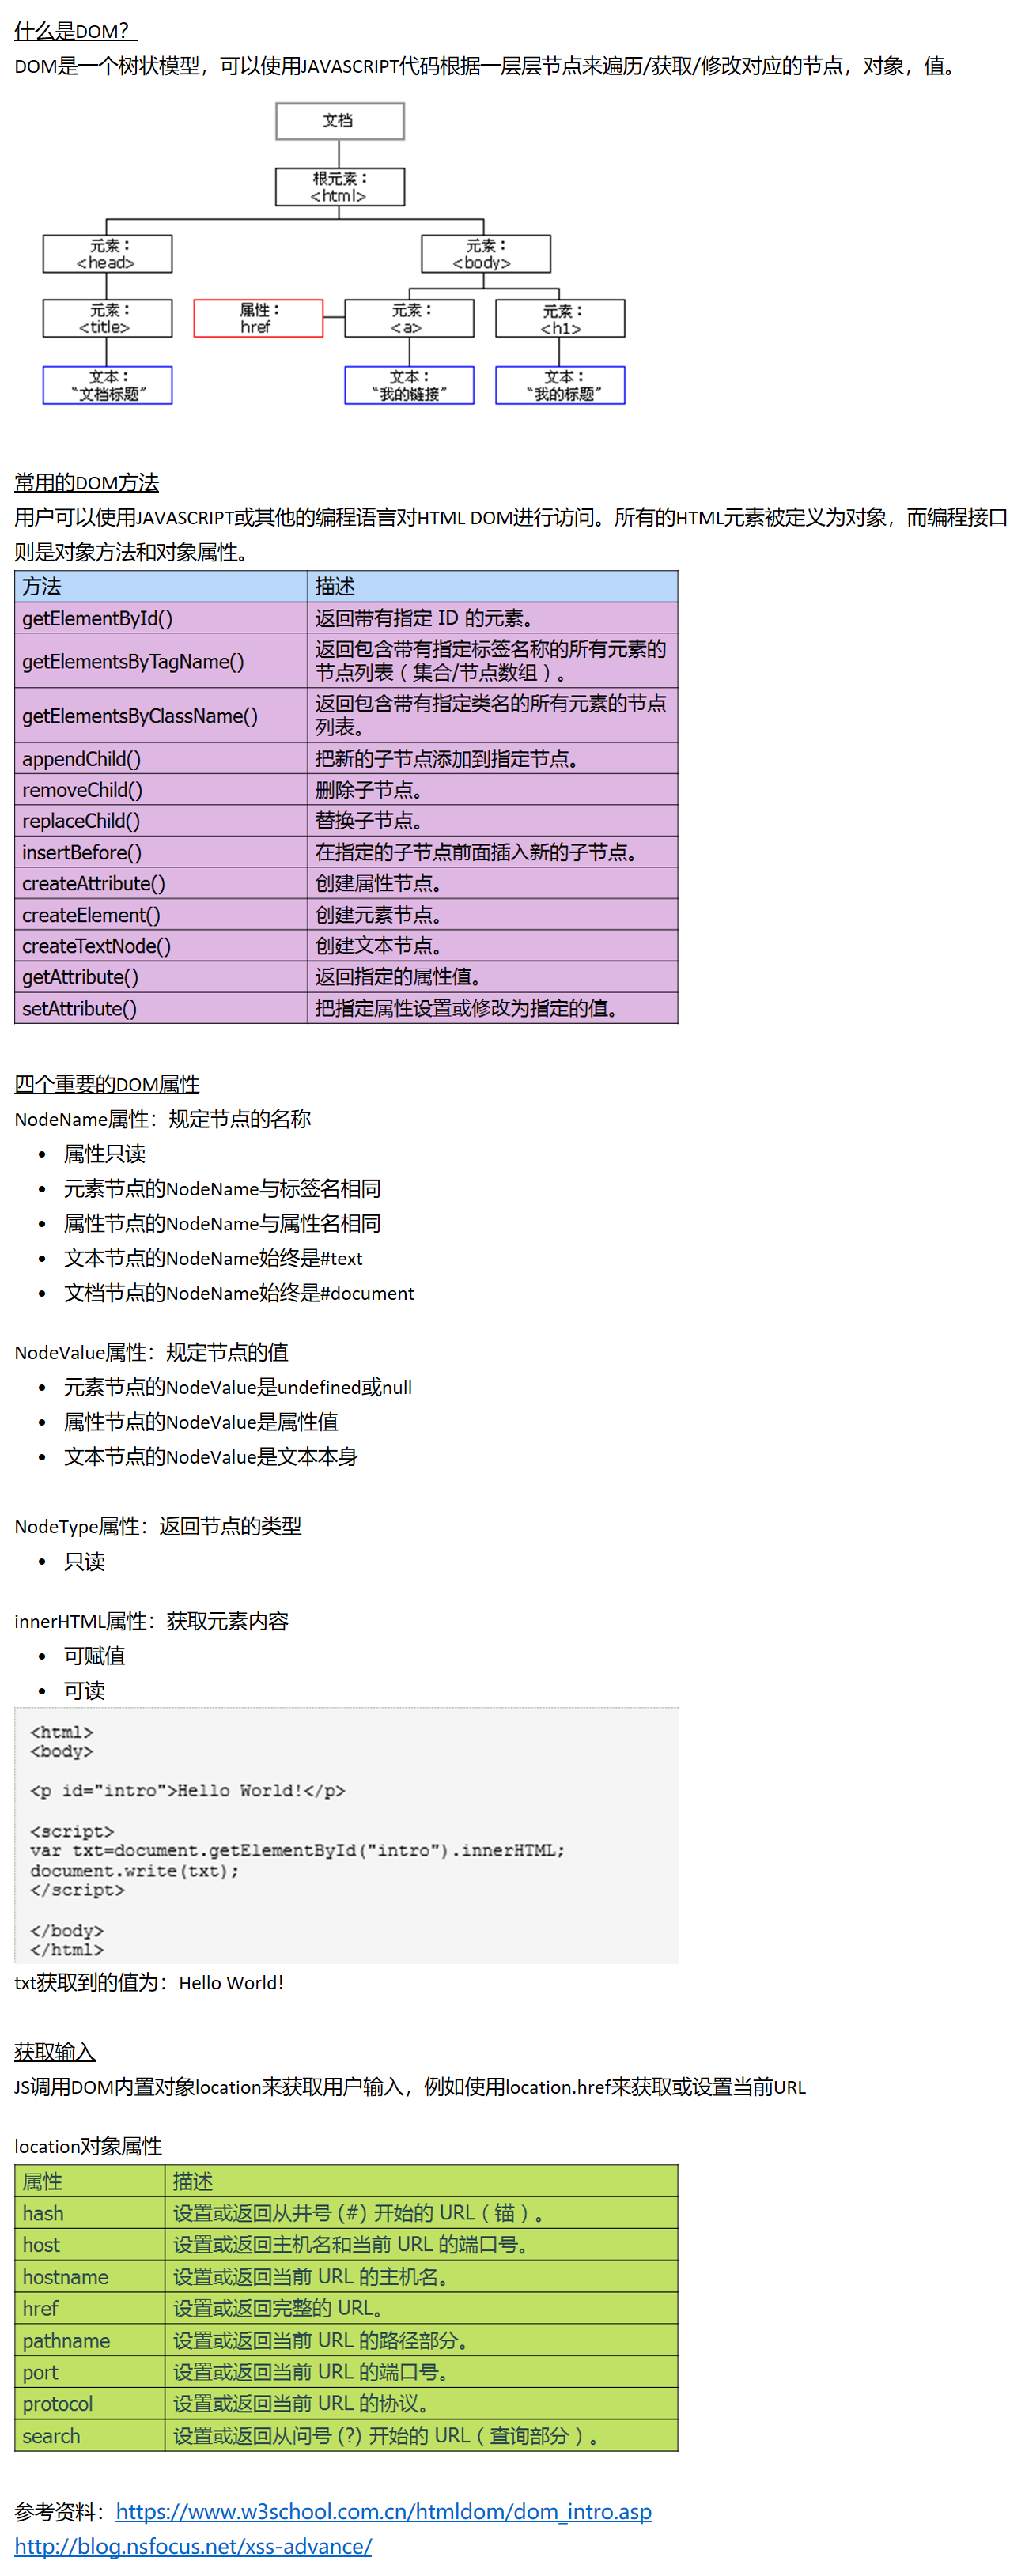 什么是DOM？
DOM是一个树状模型，可以使用JAVASCRIPT代码根据一层层节点来遍历/获取/修改对应的节点，对象，值。
文档
根元素：
<html>
元素：
<head>
元素：
<body>
元素：
<title>
属性：
href
元素：
<a>
元素：
<h1>
文本：
"文档标题"
文本：
"我的链接"
文本：
"我的标题"
常用的DOM方法
用户可以使用JAVASCRIPT或其他的编程语言对HTML DOM进行访问。所有的HTML元素被定义为对象，而编程接口
则是对象方法和对象属性。
方法 描述
getElementById() 返回带有指定 ID 的元素。
getElementsByTagName() 返回包含带有指定标签名称的所有元素的
节点列表（集合/节点数组）。
getElementsByClassName() 返回包含带有指定类名的所有元素的节点
列表。
appendChild() 把新的子节点添加到指定节点。
removeChild() 删除子节点。
replaceChild() 替换子节点。
insertBefore() 在指定的子节点前面插入新的子节点。
createAttribute() 创建属性节点。
createElement() 创建元素节点。
createTextNode() 创建文本节点。
getAttribute() 返回指定的属性值。
setAttribute() 把指定属性设置或修改为指定的值。
四个重要的DOM属性
NodeName属性：规定节点的名称
• 属性只读
• 元素节点的NodeName与标签名相同
• 属性节点的NodeName与属性名相同
• 文本节点的NodeName始终是#text
• 文档节点的NodeName始终是#document
NodeValue属性：规定节点的值
• 元素节点的NodeValue是undefined或null
• 属性节点的NodeValue是属性值
• 文本节点的NodeValue是文本本身
NodeType属性：返回节点的类型
• 只读
innerHTML属性：获取元素内容
• 可赋值
• 可读
<html>
<body>
<p id="intro">Hello World!</p>
<script>
var txt=document.getElementById("intro").innerHTML;
document.write(txt);
</script>
</body>
</html>
txt获取到的值为：Hello World!
获取输入
JS调用DOM内置对象location来获取用户输入，例如使用location.href来获取或设置当前URL
location对象属性
属性 描述
hash 设置或返回从井号 (#) 开始的 URL（锚）。
host 设置或返回主机名和当前 URL 的端口号。
hostname 设置或返回当前 URL 的主机名。
href 设置或返回完整的 URL。
pathname 设置或返回当前 URL 的路径部分。
port 设置或返回当前 URL 的端口号。
protocol 设置或返回当前 URL 的协议。
search 设置或返回从问号 (?) 开始的 URL（查询部分）。
参考资料：https://www.w3school.com.cn/htmldom/dom_intro.asp
http://blog.nsfocus.net/xss-advance/